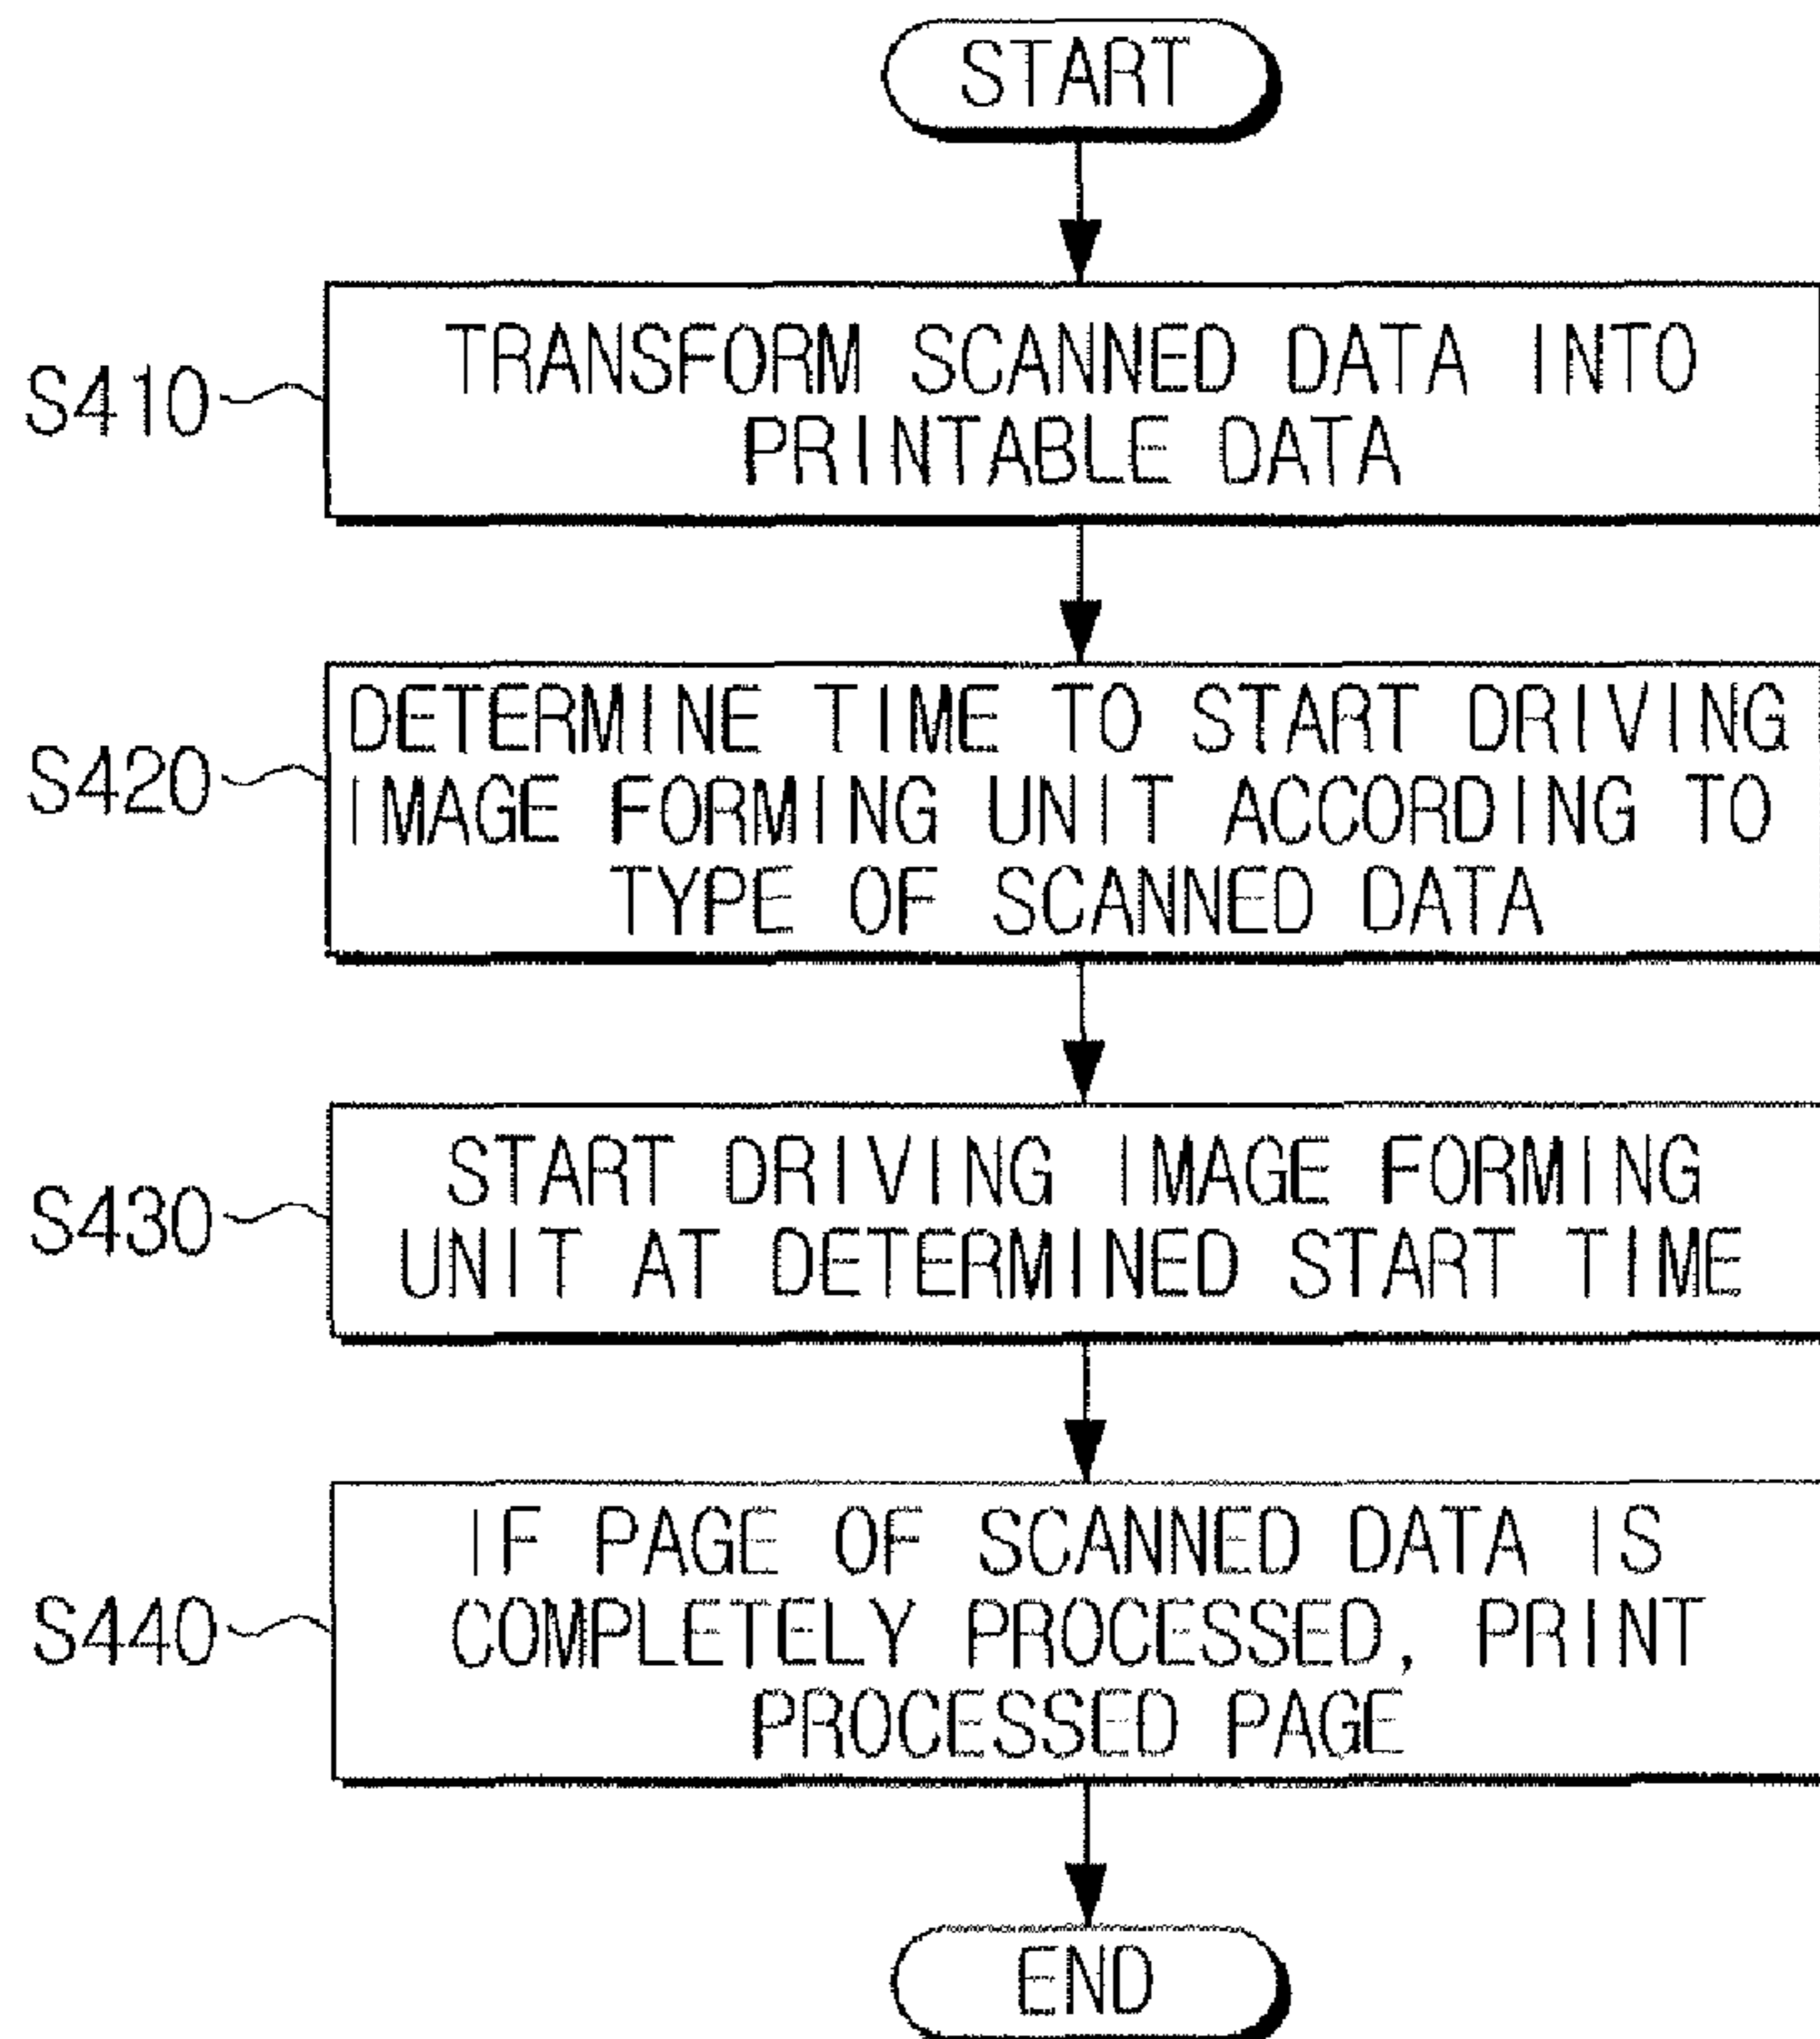 START
S410
TRANSFORM SCANNED DATA INTO
PRINTABLE DATA
S420
DETERMINE TIME TO START DRIVING
IMAGE FORMING UNIT ACCORDING TO
TYPE OF SCANNED DATA
S430
START DRIVING IMAGE FORMING
UNIT AT DETERMINED START TIME
S440
IF PAGE OF SCANNED DATA IS
COMPLETELY PROCESSED, PRINT
PROCESSED PAGE
END